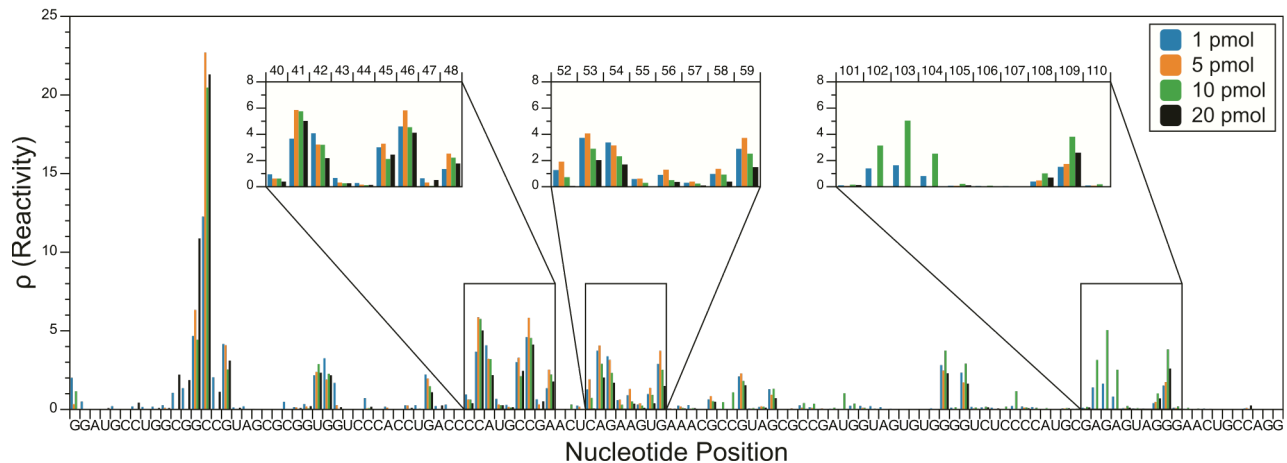 25
20
15
10
5
0
ρ (Reactivity)
40 41 42 43 44 45 46 47 48
8
6
4
2
0
52 53 54 55 56 57 58 59
8
6
4
2
0
101 102 103 104 105 106 107 108 109 110
8
6
4
2
0
1 pmol
5 pmol
10 pmol
20 pmol
GGAUGCCUGGCGGCCGUAGCGCGGUGGUCCCACCUGACCCCAUGCCGAACUCAGAAGUGAAACGCCGUAGCGCCGAUGGUAGUGUGGGGUCUCCCCAUGCGAGAGUAGGGAACUGCCAGG
Nucleotide Position